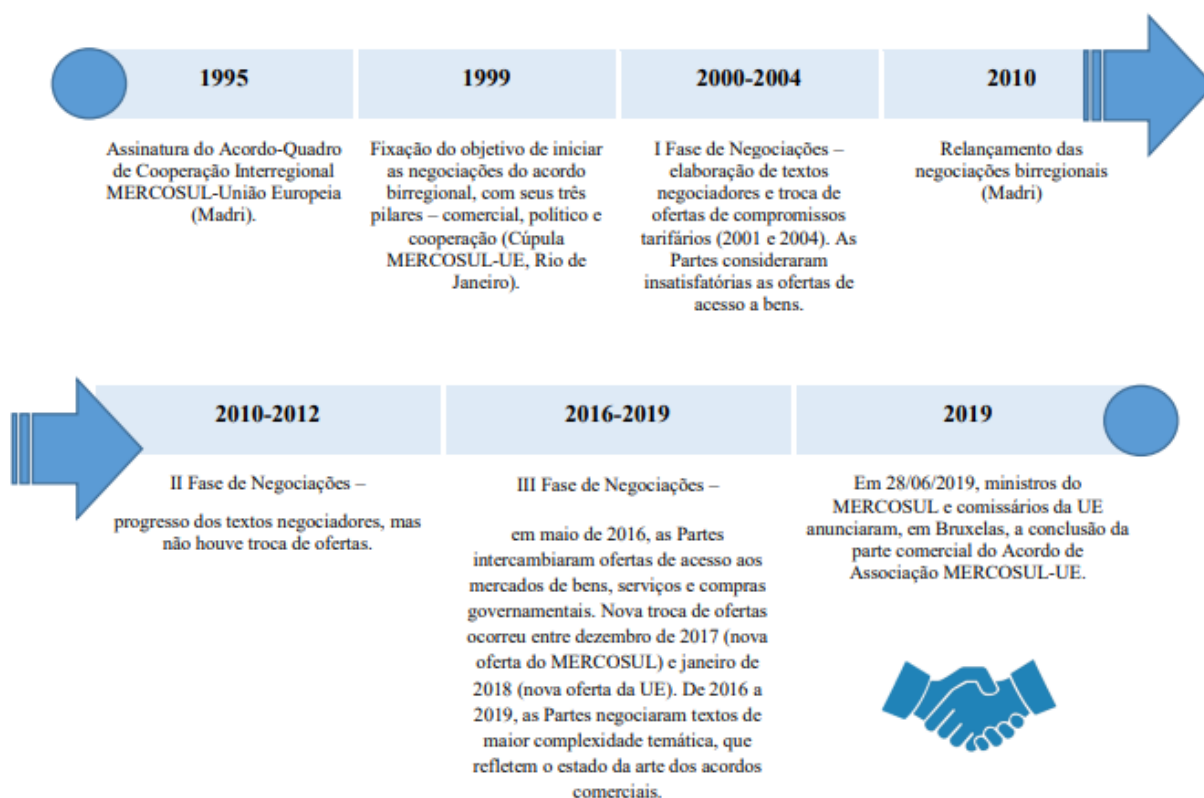 1995
Assinatura do Acordo-Quadro
de Cooperação Interregional
MERCOSUL-União Europeia
(Madri).
1999
Fixação do objetivo de iniciar
as negociações do acordo
birregional, com seus três
pilares – comercial, político e
cooperação (Cúpula
MERCOSUL-UE, Rio de
Janeiro).
2000-2004
I Fase de Negociações –
elaboração de textos
negociadores e troca de
ofertas de compromissos
tarifários (2001 e 2004). As
Partes consideraram
insatisfatórias as ofertas de
acesso a bens.
2010
Relançamento das
negociações birregionais
(Madri)
2010-2012
II Fase de Negociações –
progresso dos textos negociadores, mas
não houve troca de ofertas.
2016-2019
III Fase de Negociações –
em maio de 2016, as Partes
intercambiaram ofertas de acesso aos
mercados de bens, serviços e compras
governamentais. Nova troca de ofertas
ocorreu entre dezembro de 2017 (nova
oferta do MERCOSUL) e janeiro de
2018 (nova oferta da UE). De 2016 a
2019, as Partes negociaram textos de
maior complexidade temática, que
refletem o estado da arte dos acordos
comerciais.
2019
Em 28/06/2019, ministros do
MERCOSUL e comissários da UE
anunciaram, em Bruxelas, a conclusão da
parte comercial do Acordo de
Associação MERCOSUL-UE.